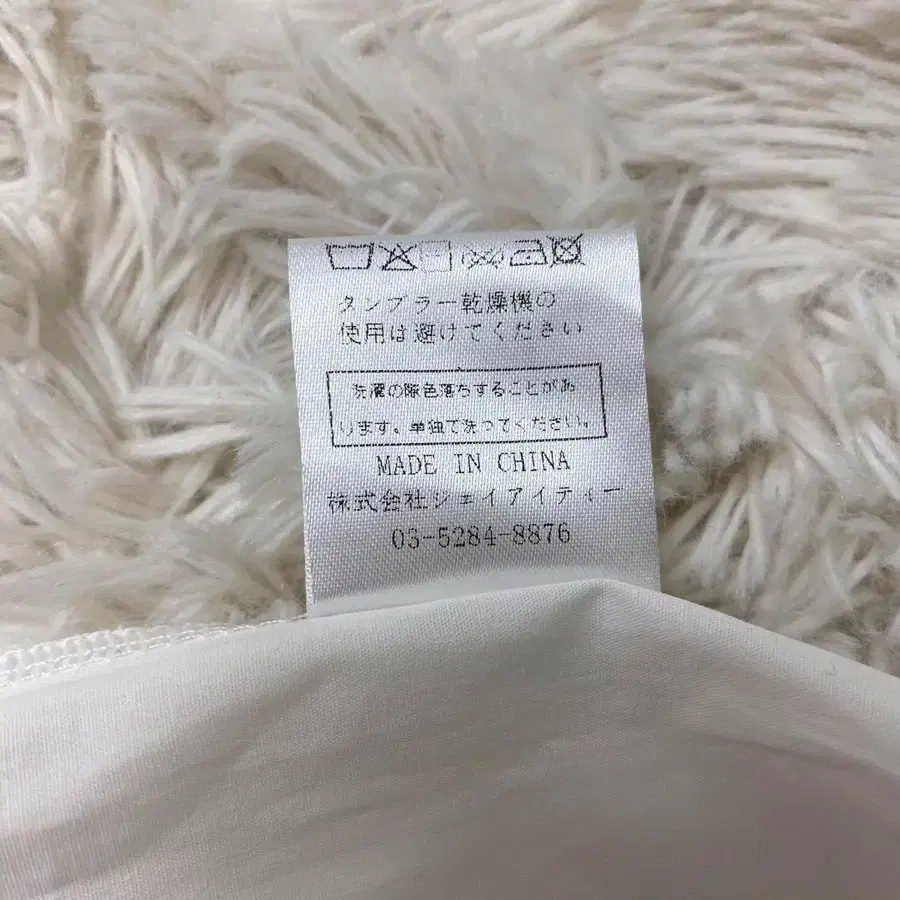 タンブラー乾燥機の
使用は避けてください
洗濯の際色落ちすることがあ
ります。単独で洗ってください。
MADE IN CHINA
株式会社ジェイアイティー
03-5284-8876